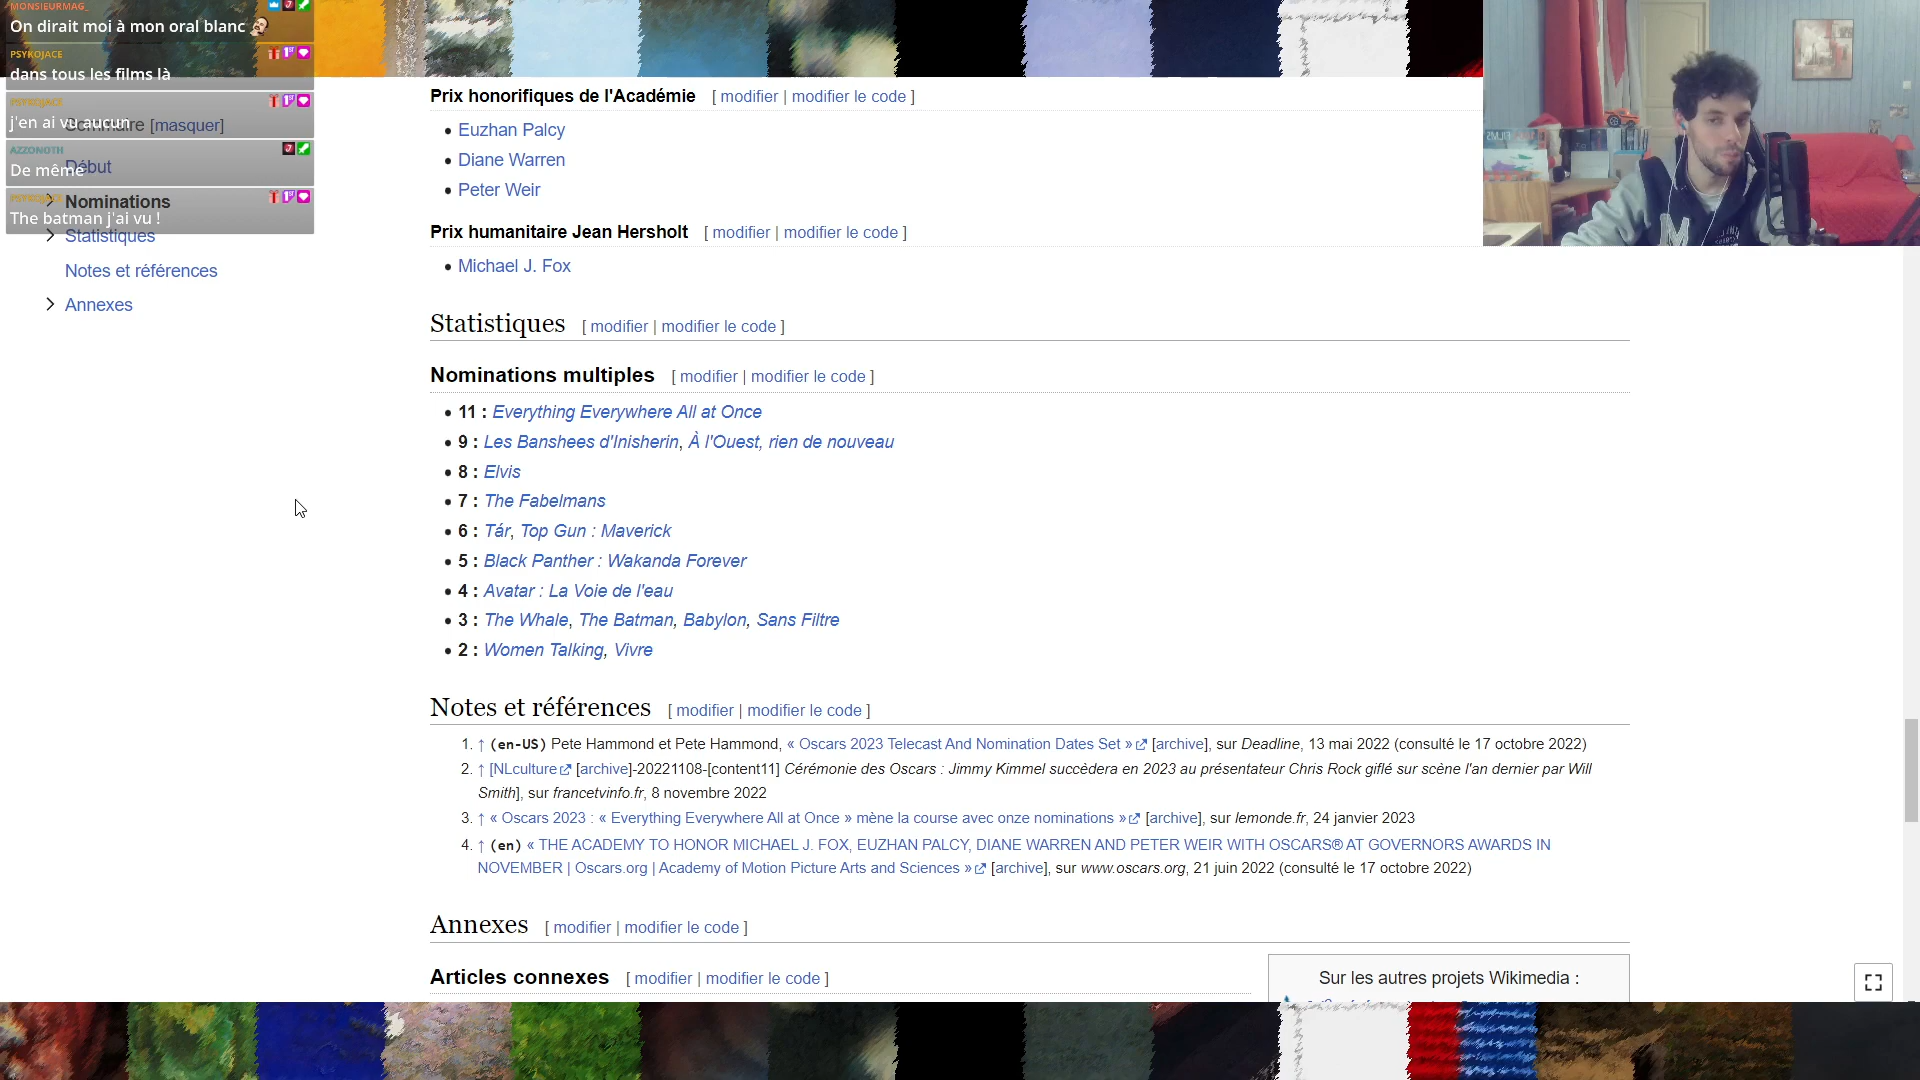 MONSIEURMAG_
On dirait moi à mon oral blanc
PSYKOJACE
dans tous les films là
PSYKOJACE
j'en ai vu aucun
Sommaire [masquer]
AZZONOTH
De même
Début
PSYKOJACE
Nominations
The batman j'ai vu !
Statistiques
Notes et références
Annexes
Prix honorifiques de l'Académie [ modifier | modifier le code ]
• Euzhan Palcy
• Diane Warren
• Peter Weir
Prix humanitaire Jean Hersholt [ modifier | modifier le code ]
• Michael J. Fox
Statistiques [ modifier | modifier le code ]
Nominations multiples [ modifier | modifier le code ]
• 11 : Everything Everywhere All at Once
• 9 : Les Banshees d'Inisherin, À l'Ouest, rien de nouveau
• 8 : Elvis
• 7 : The Fabelmans
• 6 : Tár, Top Gun : Maverick
• 5 : Black Panther : Wakanda Forever
• 4 : Avatar : La Voie de l'eau
• 3 : The Whale, The Batman, Babylon, Sans Filtre
• 2 : Women Talking, Vivre
Notes et références [ modifier | modifier le code ]
1. ↑ (en-US) Pete Hammond et Pete Hammond, « Oscars 2023 Telecast And Nomination Dates Set » [archive], sur Deadline, 13 mai 2022 (consulté le 17 octobre 2022)
2. ↑ [NLculture [archive]-20221108-[content11] Cérémonie des Oscars : Jimmy Kimmel succèdera en 2023 au présentateur Chris Rock giflé sur scène l'an dernier par Will
Smith], sur francetvinfo.fr, 8 novembre 2022
3. ↑ « Oscars 2023 : « Everything Everywhere All at Once » mène la course avec onze nominations » [archive], sur lemonde.fr, 24 janvier 2023
4. ↑ (en) « THE ACADEMY TO HONOR MICHAEL J. FOX, EUZHAN PALCY, DIANE WARREN AND PETER WEIR WITH OSCARS® AT GOVERNORS AWARDS IN
NOVEMBER | Oscars.org | Academy of Motion Picture Arts and Sciences » [archive], sur www.oscars.org, 21 juin 2022 (consulté le 17 octobre 2022)
Annexes [ modifier | modifier le code ]
Articles connexes [ modifier | modifier le code ]
Sur les autres projets Wikimedia :